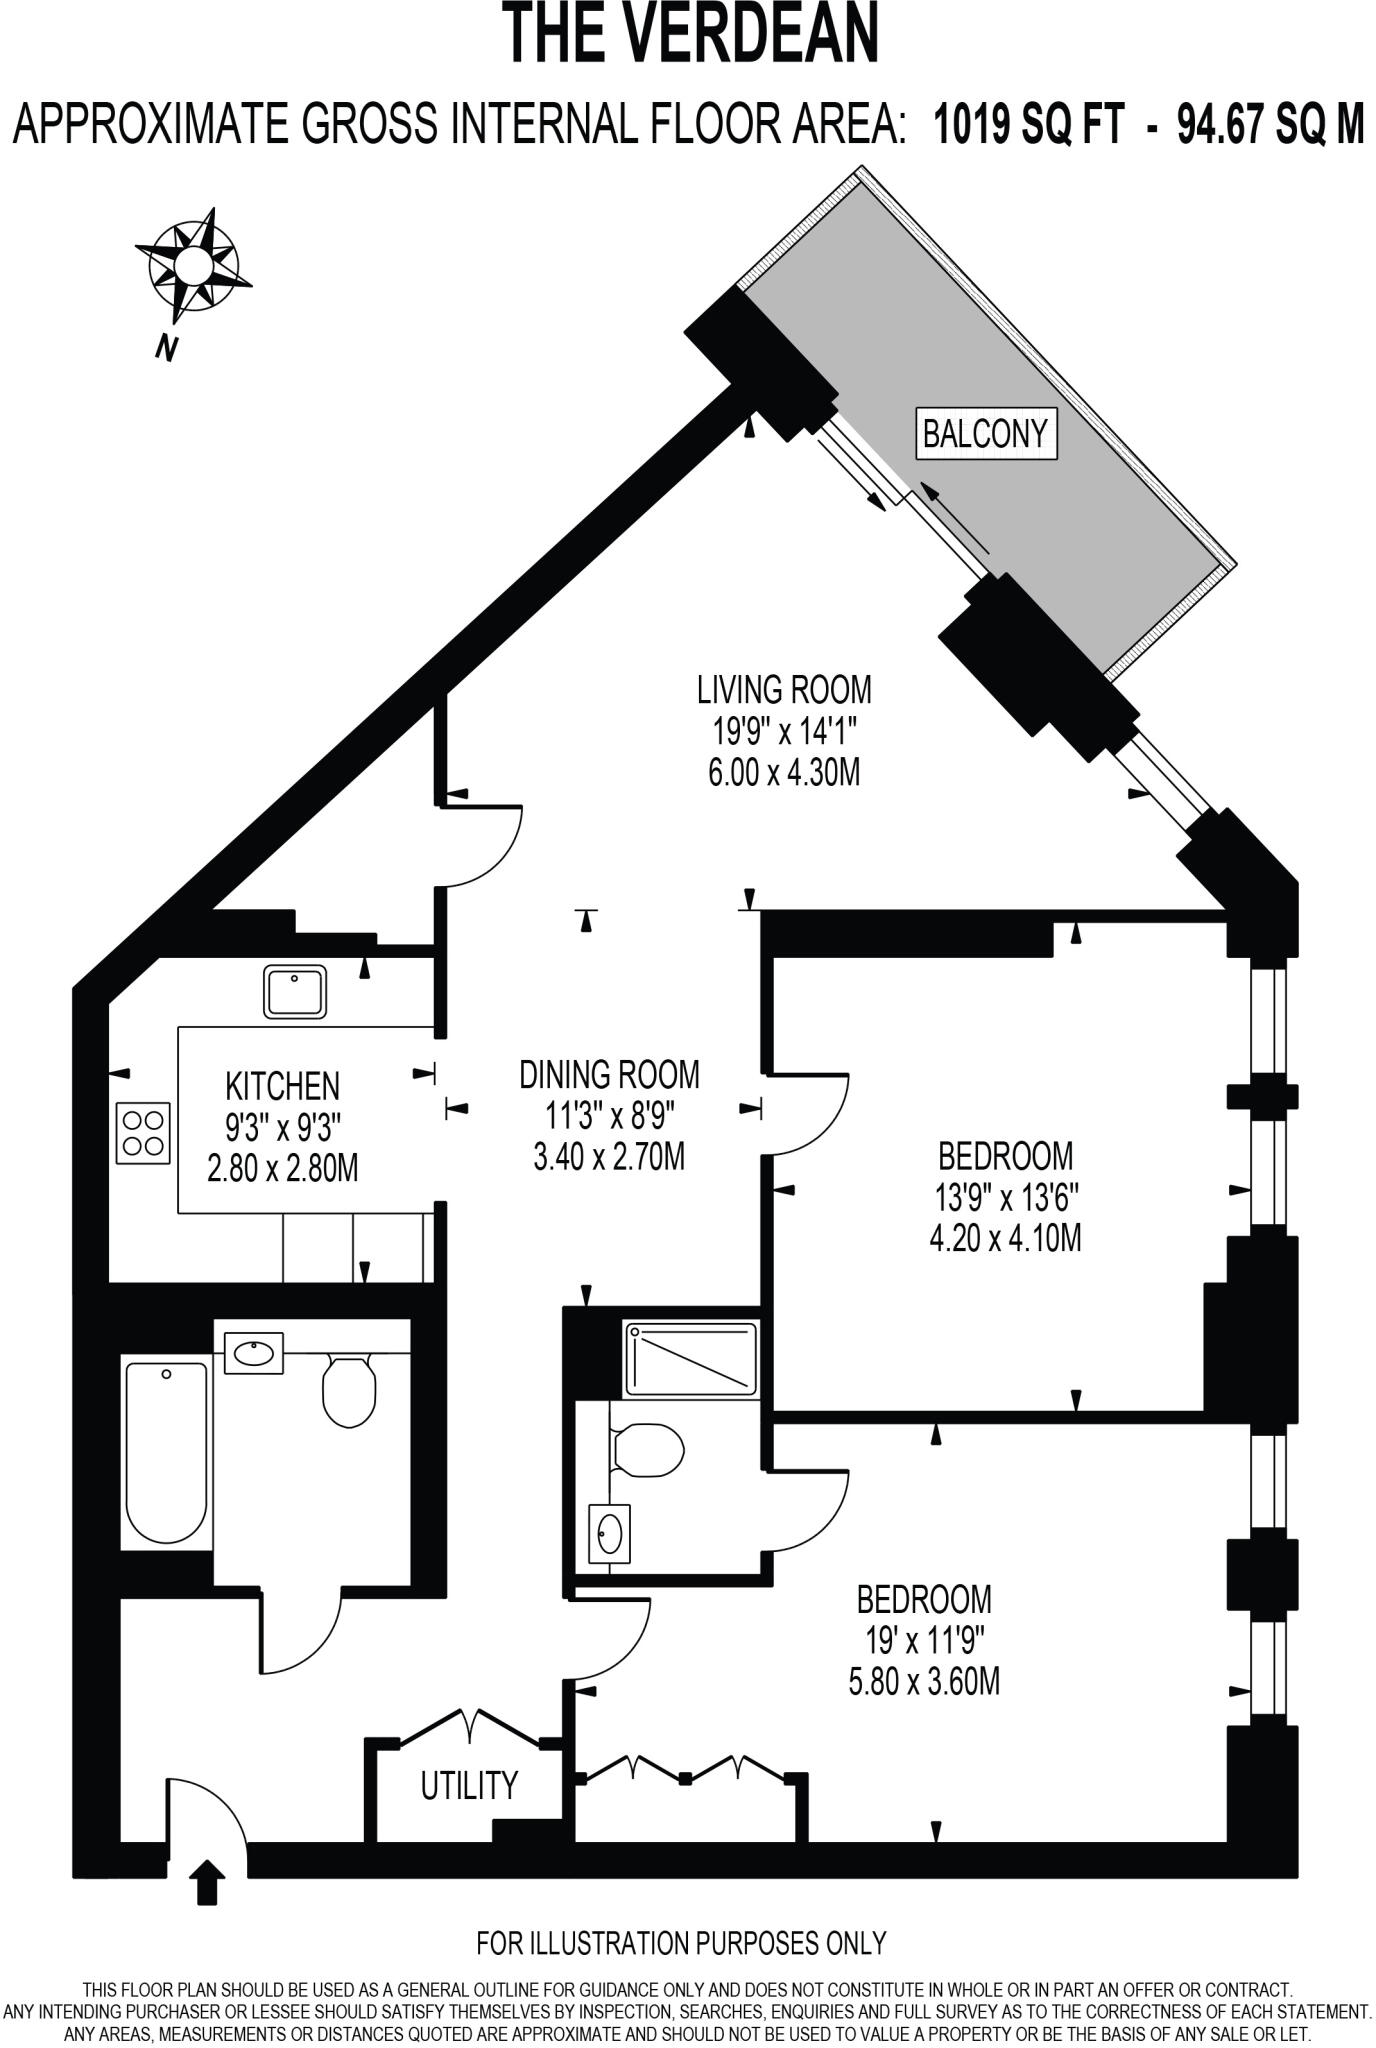 THE VERDEAN
APPROXIMATE GROSS INTERNAL FLOOR AREA: 1019 SQ FT - 94.67 SQ M
N
BALCONY
LIVING ROOM
19'9" x 14'1"
6.00 x 4.30M
KITCHEN
9'3" x 9'3"
2.80 x 2.80M
DINING ROOM
11'3" x 8'9"
3.40 x 2.70M
BEDROOM
13'9" x 13'6"
4.20 x 4.10M
BEDROOM
19' x 11'9"
5.80 x 3.60M
UTILITY
FOR ILLUSTRATION PURPOSES ONLY
THIS FLOOR PLAN SHOULD BE USED AS A GENERAL OUTLINE FOR GUIDANCE ONLY AND DOES NOT CONSTITUTE IN WHOLE OR IN PART AN OFFER OR CONTRACT.
ANY INTENDING PURCHASER OR LESSEE SHOULD SATISFY THEMSELVES BY INSPECTION, SEARCHES, ENQUIRIES AND FULL SURVEY AS TO THE CORRECTNESS OF EACH STATEMENT.
ANY AREAS, MEASUREMENTS OR DISTANCES QUOTED ARE APPROXIMATE AND SHOULD NOT BE USED TO VALUE A PROPERTY OR BE THE BASIS OF ANY SALE OR LET.